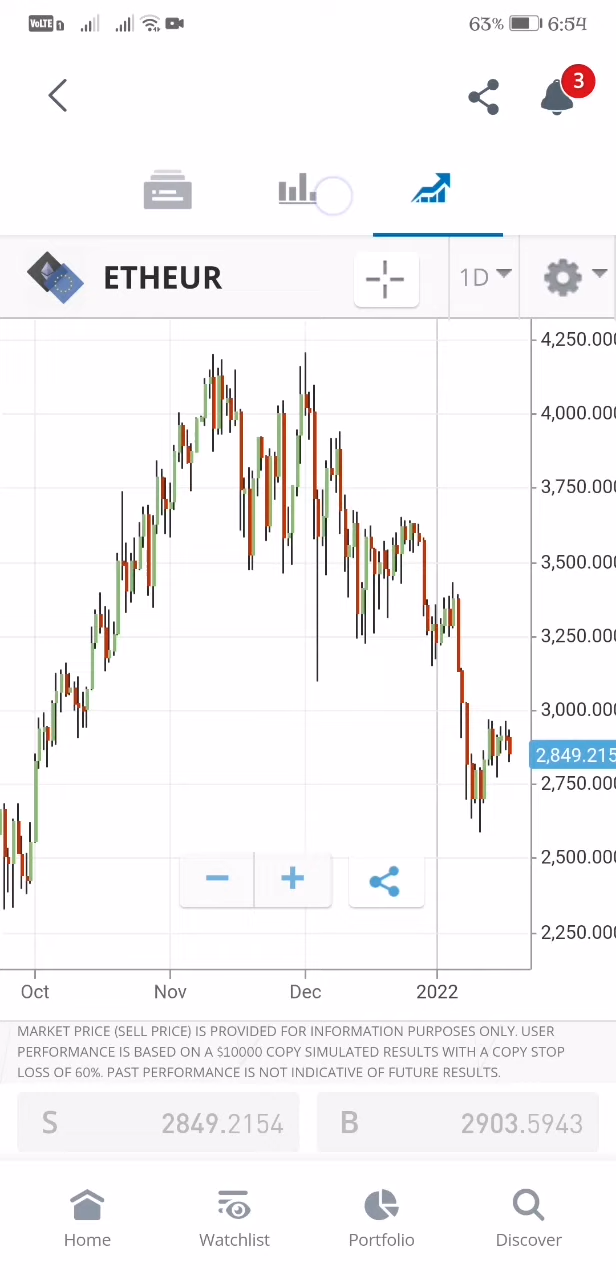 VoLTE 1 63% 6:54
3
ETHEUR 1D
4,250.000
4,000.000
3,750.000
3,500.000
3,250.000
3,000.000
2,849.215
2,750.000
2,500.000
2,250.000
Oct Nov Dec 2022
MARKET PRICE (SELL PRICE) IS PROVIDED FOR INFORMATION PURPOSES ONLY. USER
PERFORMANCE IS BASED ON A $10000 COPY SIMULATED RESULTS WITH A COPY STOP
LOSS OF 60%. PAST PERFORMANCE IS NOT INDICATIVE OF FUTURE RESULTS.
S 2849.2154 B 2903.5943
Home Watchlist Portfolio Discover